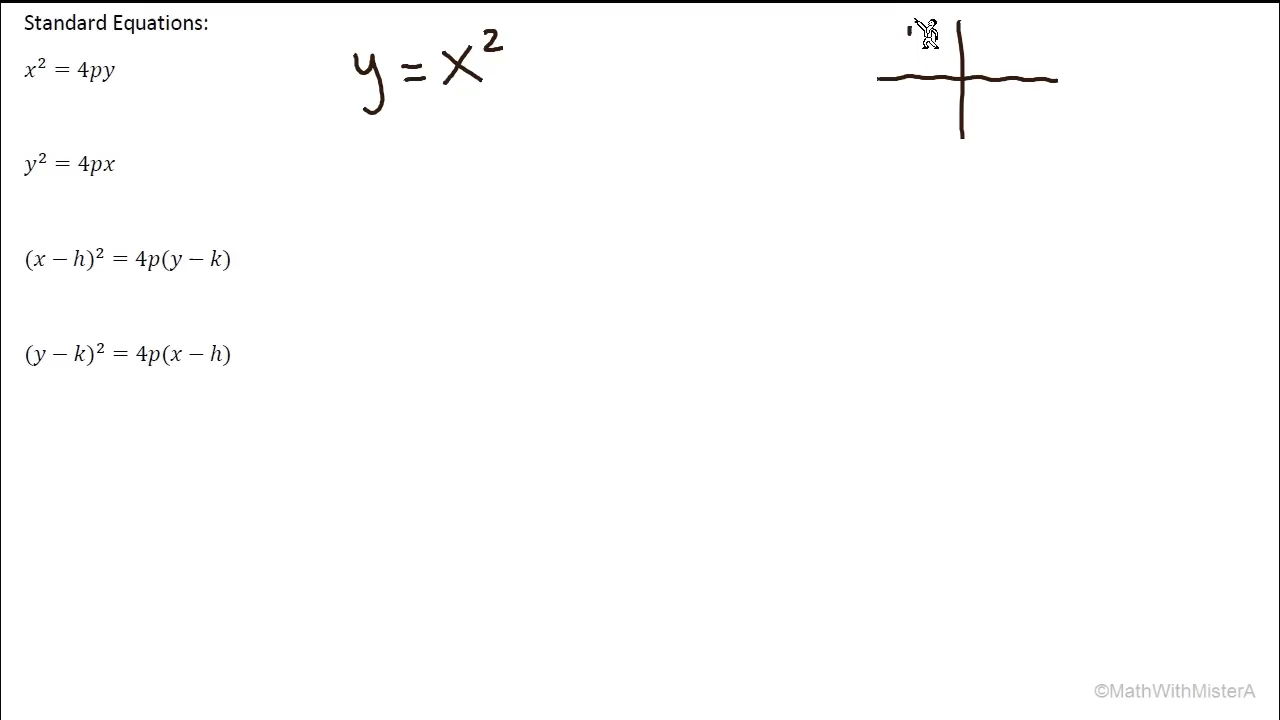 Standard Equations:
x² = 4py
y = x²
y² = 4px
(x − h)² = 4p(y − k)
(y − k)² = 4p(x − h)
©MathWithMisterA